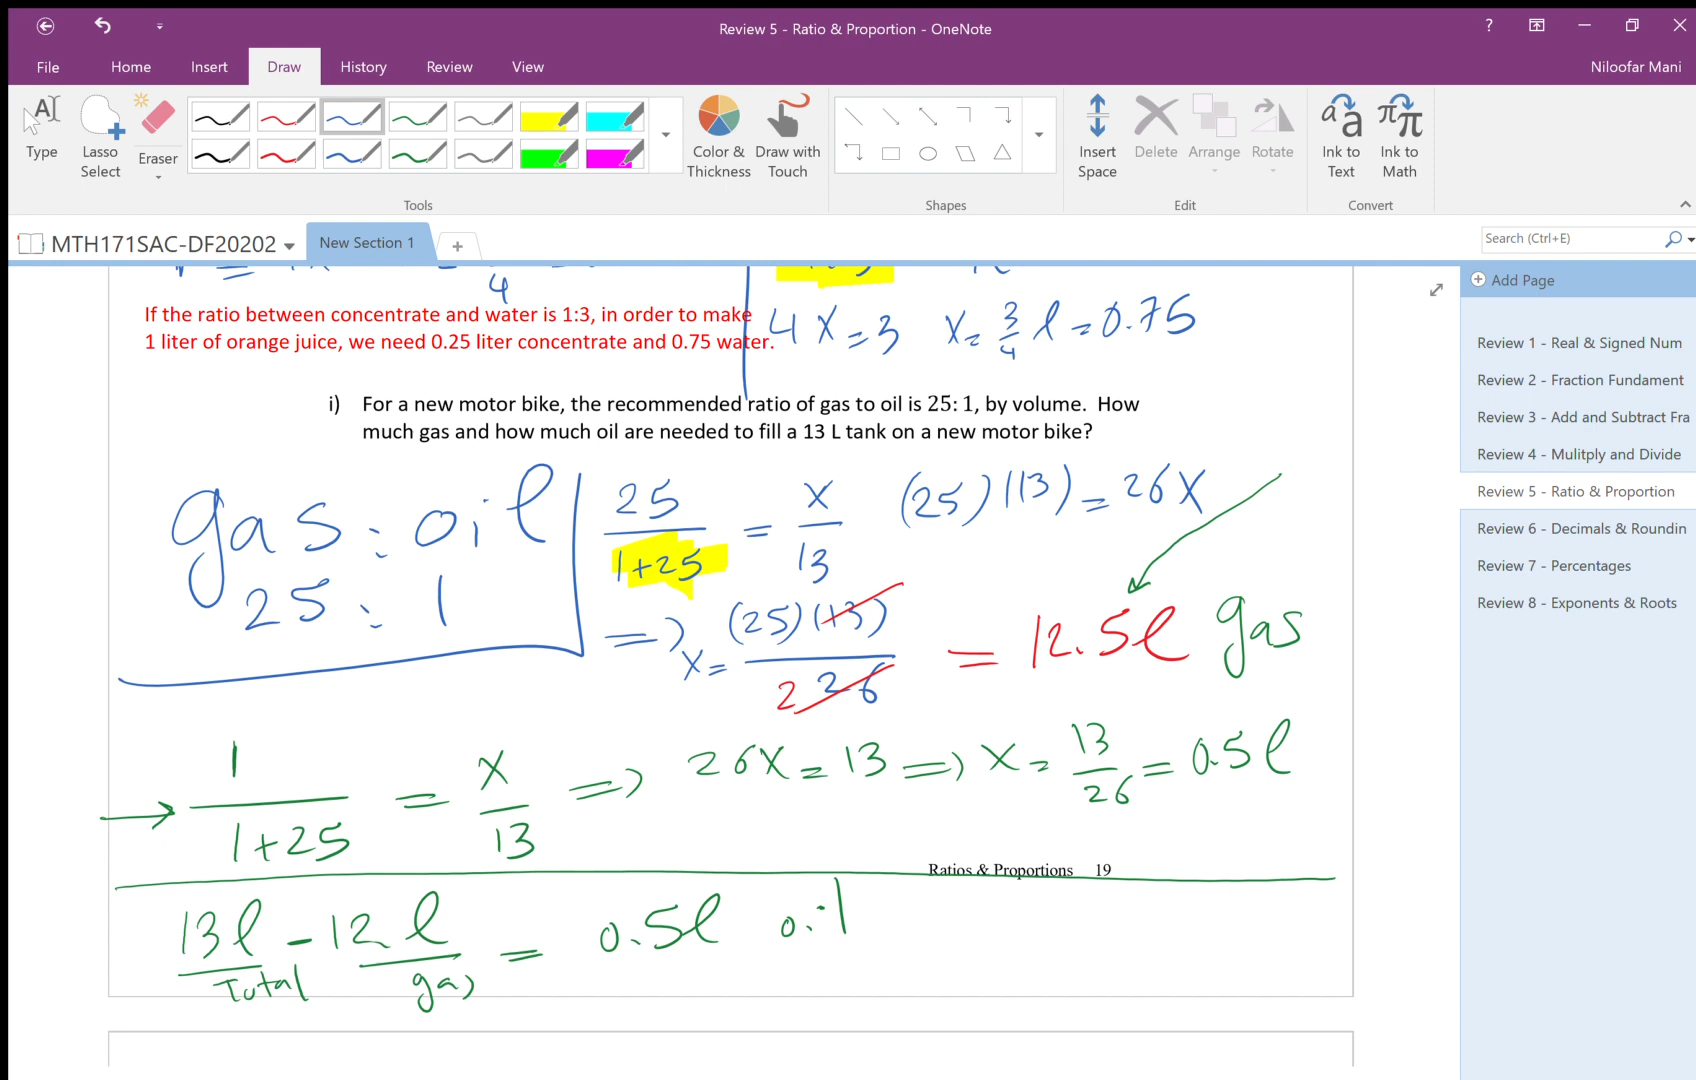 Review 5 - Ratio & Proportion - OneNote
?
File Home Insert Draw History Review View
Niloofar Mani
Type
Lasso Select
Eraser
Color & Thickness
Draw with Touch
Insert Space
Delete
Arrange
Rotate
Ink to Text
Ink to Math
Tools
Shapes
Edit
Convert
MTH171SAC-DF20202
New Section 1
+
Search (Ctrl+E)
Add Page
Review 1 - Real & Signed Num
Review 2 - Fraction Fundament
Review 3 - Add and Subtract Fra
Review 4 - Mulitply and Divide
Review 5 - Ratio & Proportion
Review 6 - Decimals & Roundin
Review 7 - Percentages
Review 8 - Exponents & Roots
4
If the ratio between concentrate and water is 1:3, in order to make
1 liter of orange juice, we need 0.25 liter concentrate and 0.75 water.
4x=3 x=3/4 l=0.75
i) For a new motor bike, the recommended ratio of gas to oil is 25: 1, by volume. How
much gas and how much oil are needed to fill a 13 L tank on a new motor bike?
gas : oil
25 : 1
25/(1+25) = x/13 (25)(13)=26x
=> x= (25)(13)/26 2 = 12.5l gas
→ 1/(1+25) = x/13 => 26x=13 => x= 13/26 = 0.5l
Ratios & Proportions 19
13l - 12l = 0.5l oil
Total gas